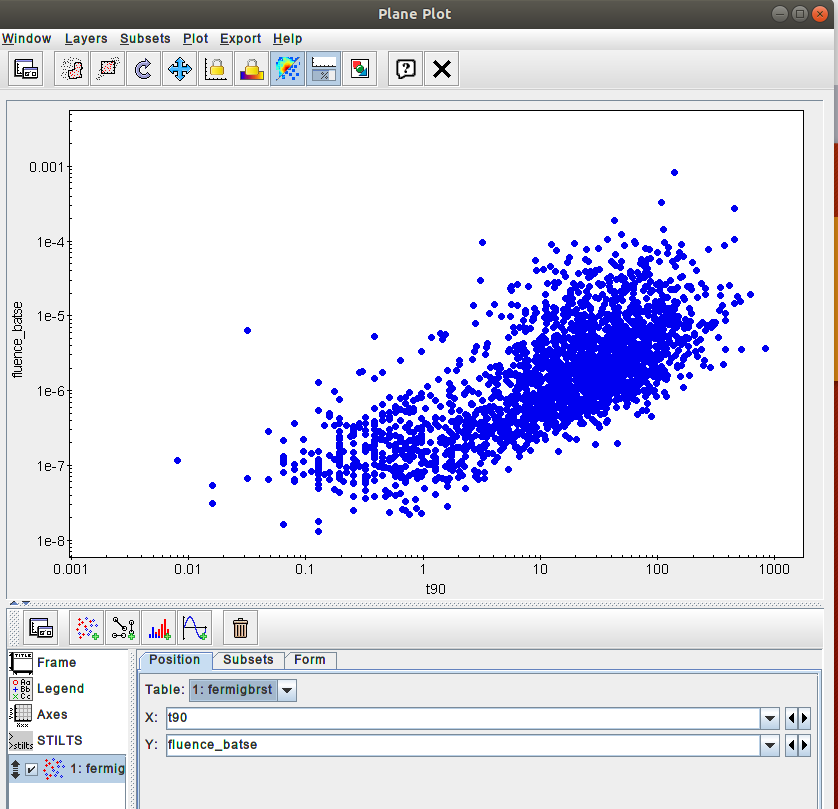 Plane Plot
Window Layers Subsets Plot Export Help
0.001
1e-4
1e-5
1e-6
1e-7
1e-8
fluence_batse
0.001 0.01 0.1 1 10 100 1000
t90
Frame
Legend
Axes
STILTS
1: fermig
Position Subsets Form
Table: 1: fermigbrst
X: t90
Y: fluence_batse